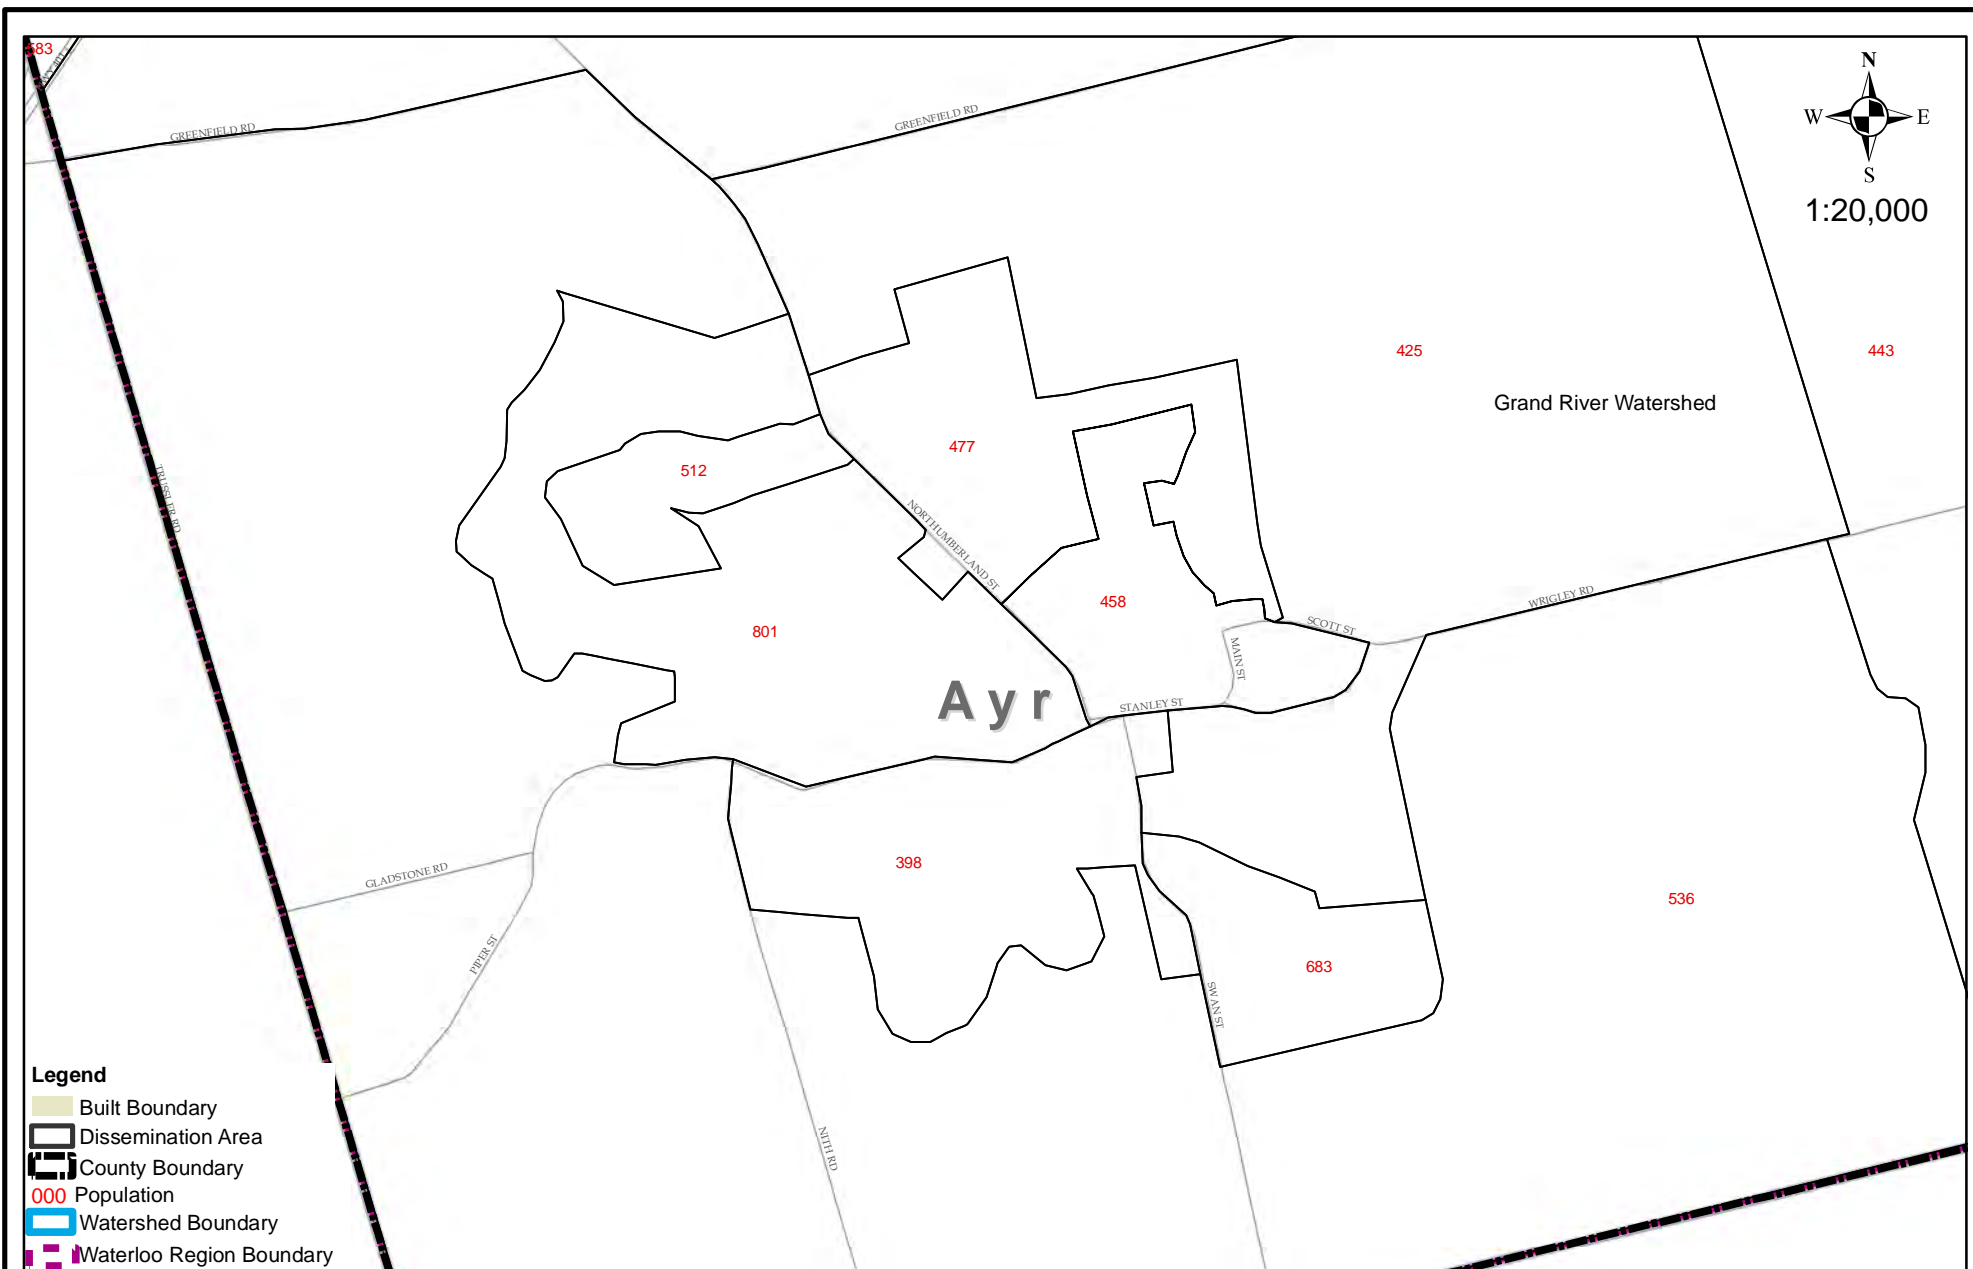 583
HWY 401
GREENFIELD RD
GREENFIELD RD
N
W E
S
1:20,000
425
443
Grand River Watershed
477
512
TRUSSLER RD
NORTHUMBERLAND ST
458
WRIGLEY RD
SCOTT ST
801
MAIN ST
Ayr
STANLEY ST
398
GLADSTONE RD
536
PIPER ST
683
SWAN ST
NITH RD
Legend
Built Boundary
Dissemination Area
County Boundary
000 Population
Watershed Boundary
Waterloo Region Boundary